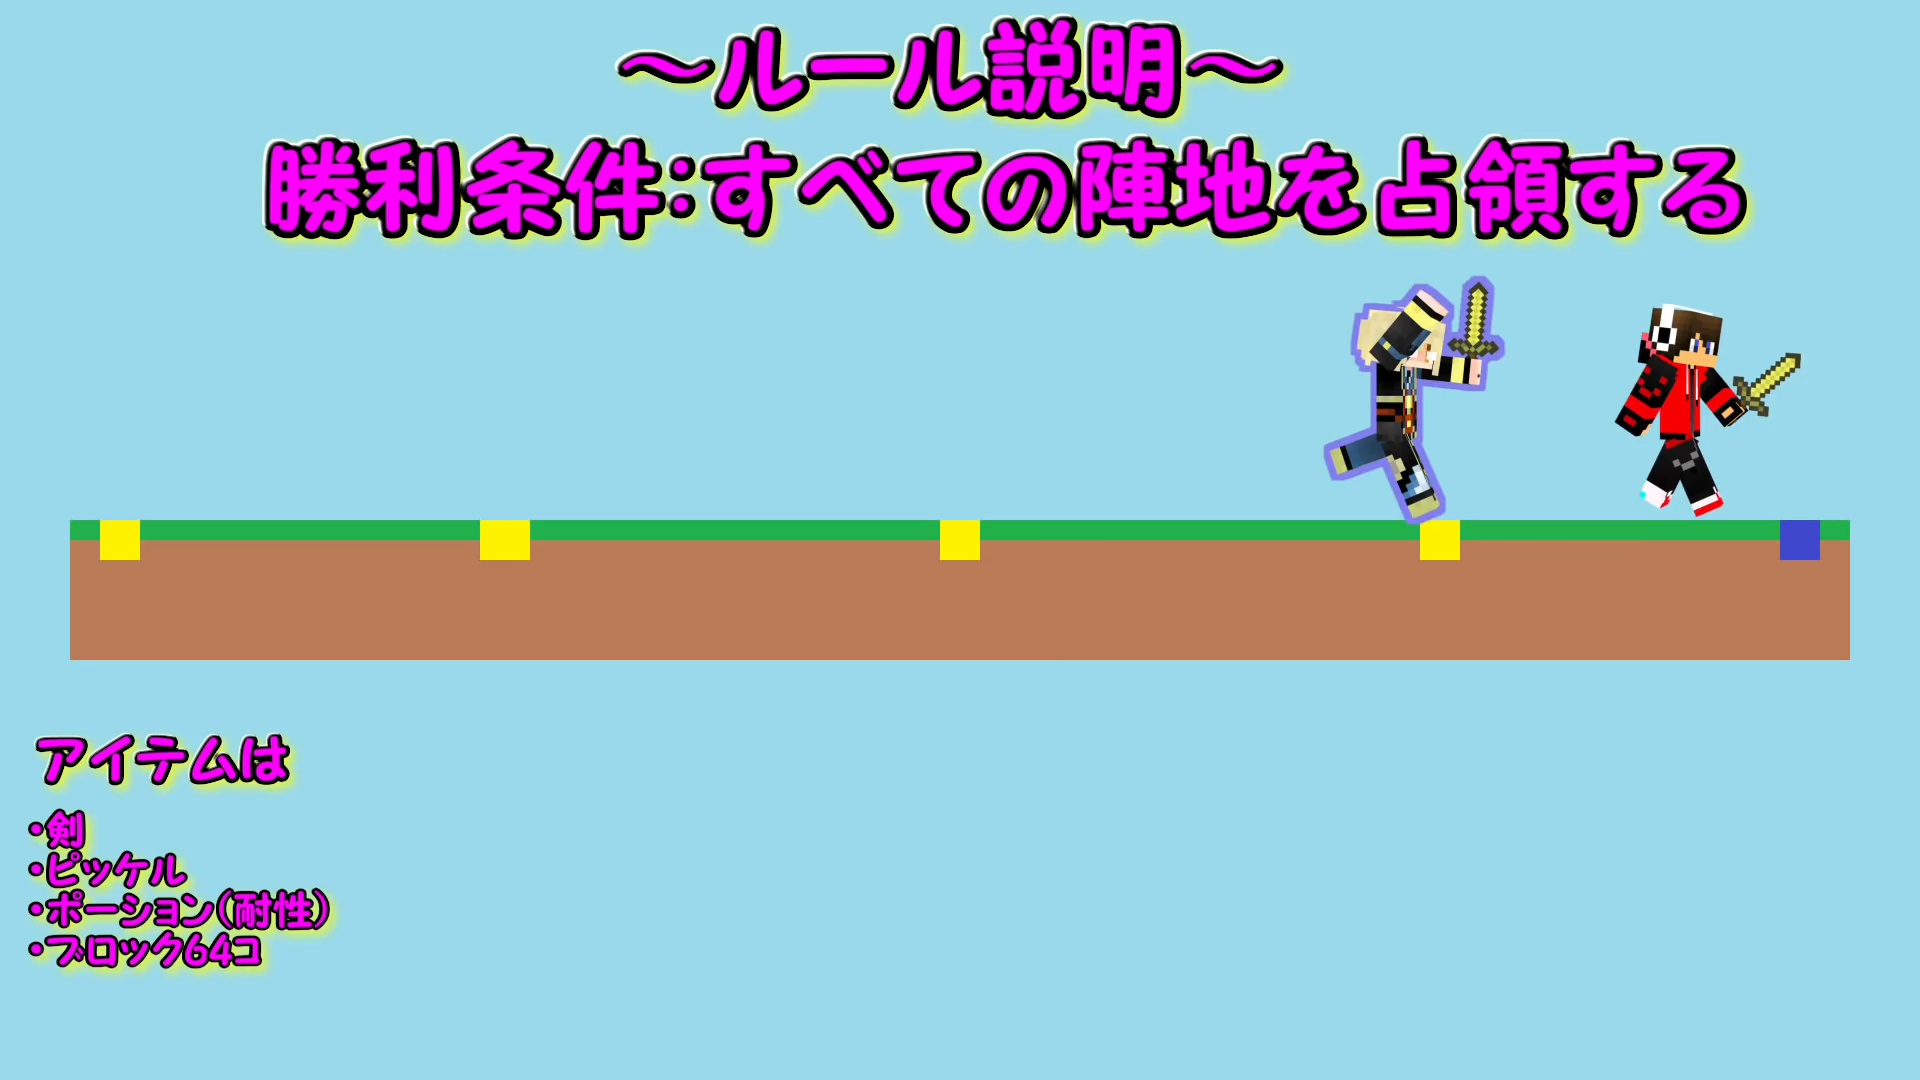 〜ルール説明〜
勝利条件:すべての陣地を占領する
アイテムは
・剣
・ピッケル
・ポーション(耐性)
・ブロック64コ